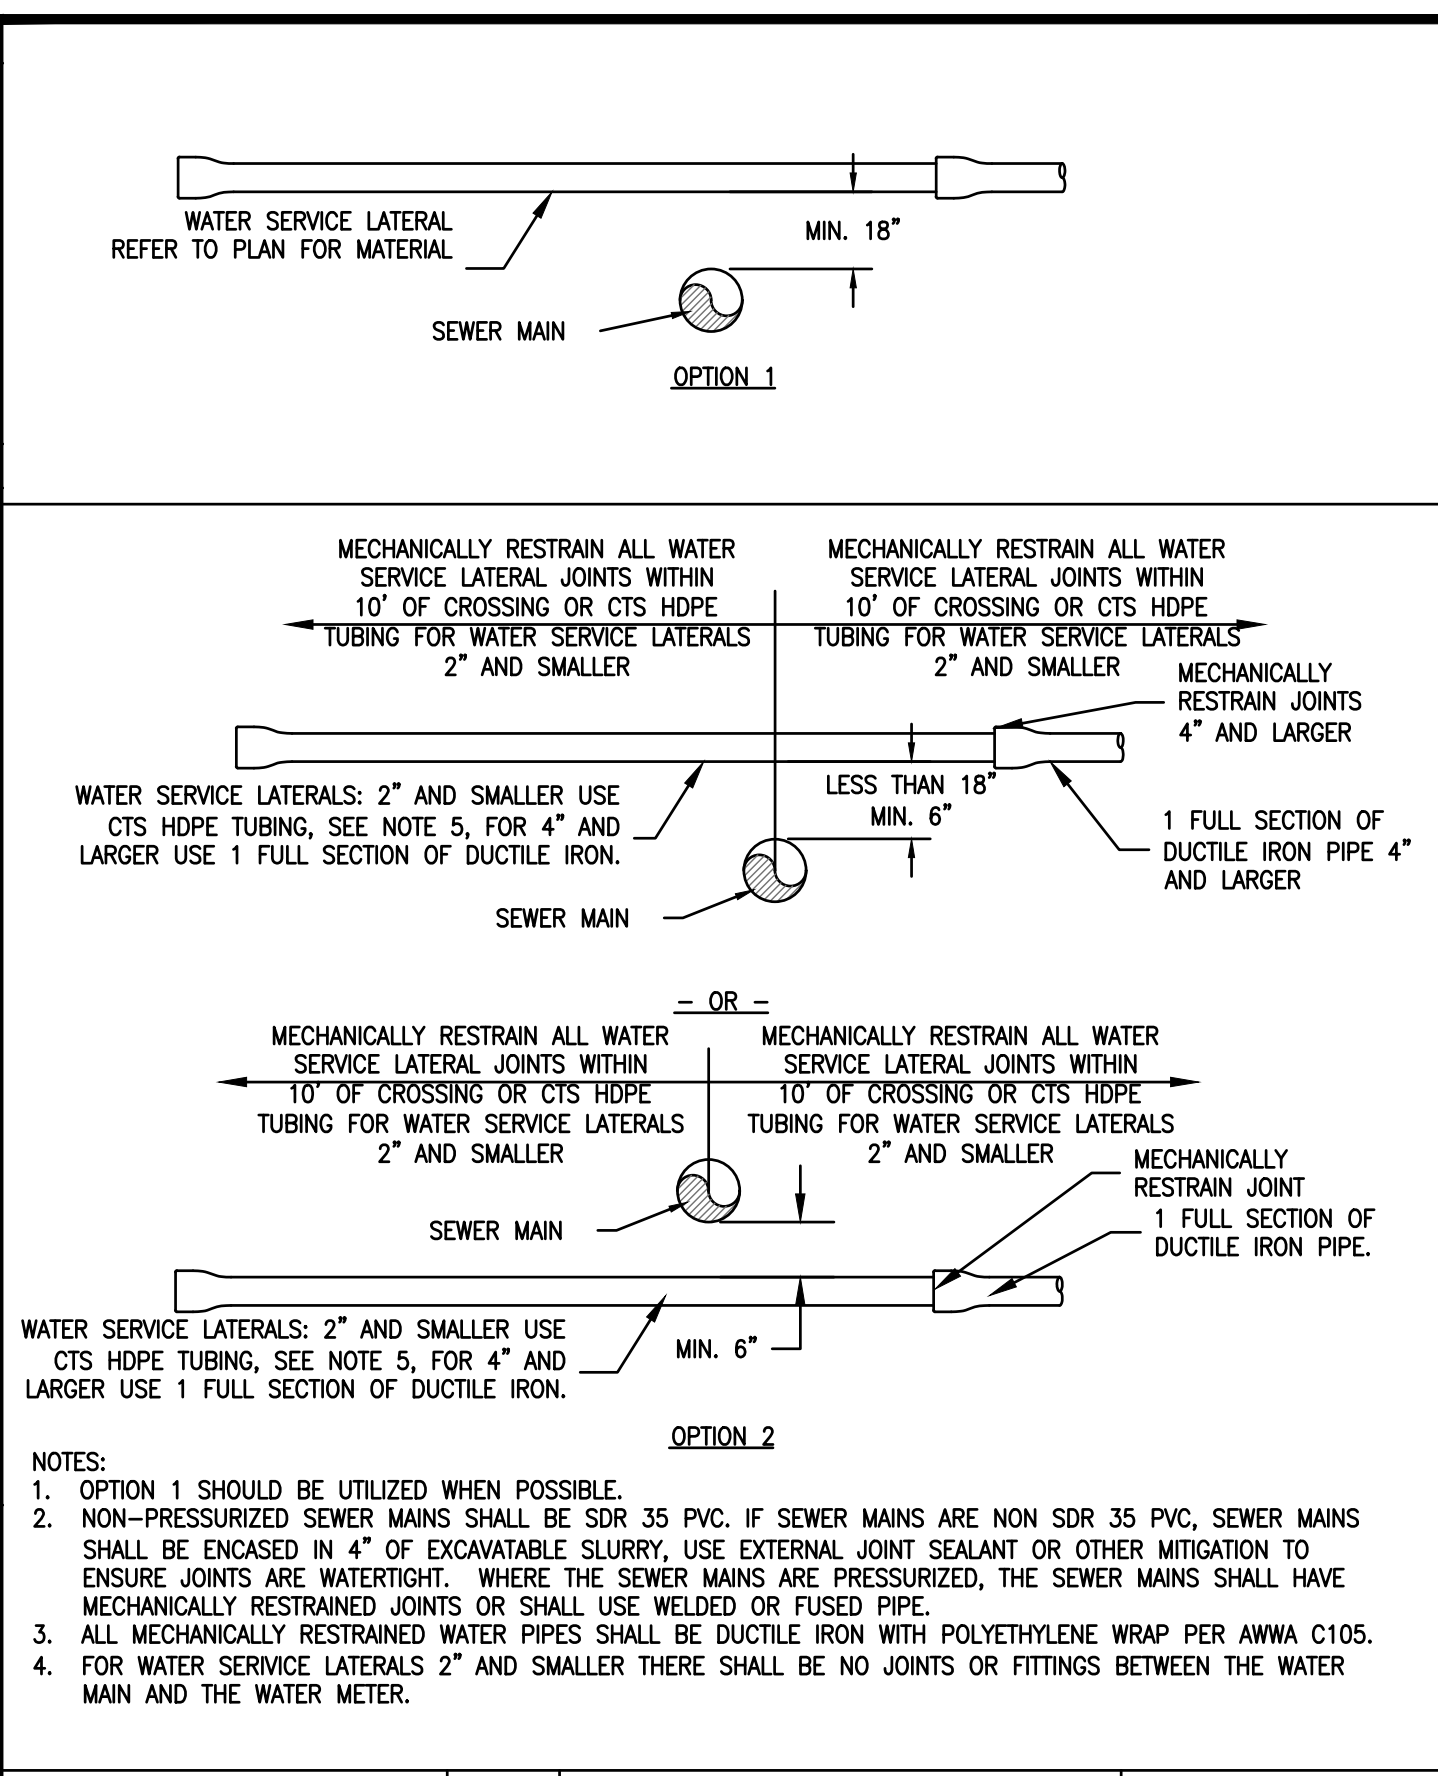 WATER SERVICE LATERAL
REFER TO PLAN FOR MATERIAL
MIN. 18”
SEWER MAIN
OPTION 1
MECHANICALLY RESTRAIN ALL WATER
SERVICE LATERAL JOINTS WITHIN
10' OF CROSSING OR CTS HDPE
TUBING FOR WATER SERVICE LATERALS
2” AND SMALLER
MECHANICALLY RESTRAIN ALL WATER
SERVICE LATERAL JOINTS WITHIN
10' OF CROSSING OR CTS HDPE
TUBING FOR WATER SERVICE LATERALS
2” AND SMALLER
MECHANICALLY
RESTRAIN JOINTS
4” AND LARGER
WATER SERVICE LATERALS: 2” AND SMALLER USE
CTS HDPE TUBING, SEE NOTE 5, FOR 4” AND
LARGER USE 1 FULL SECTION OF DUCTILE IRON.
LESS THAN 18”
MIN. 6”
1 FULL SECTION OF
DUCTILE IRON PIPE 4”
AND LARGER
SEWER MAIN
- OR -
MECHANICALLY RESTRAIN ALL WATER
SERVICE LATERAL JOINTS WITHIN
10' OF CROSSING OR CTS HDPE
TUBING FOR WATER SERVICE LATERALS
2” AND SMALLER
MECHANICALLY RESTRAIN ALL WATER
SERVICE LATERAL JOINTS WITHIN
10' OF CROSSING OR CTS HDPE
TUBING FOR WATER SERVICE LATERALS
2” AND SMALLER
MECHANICALLY
RESTRAIN JOINT
1 FULL SECTION OF
DUCTILE IRON PIPE.
SEWER MAIN
WATER SERVICE LATERALS: 2” AND SMALLER USE
CTS HDPE TUBING, SEE NOTE 5, FOR 4” AND
LARGER USE 1 FULL SECTION OF DUCTILE IRON.
MIN. 6”
OPTION 2
NOTES:
1. OPTION 1 SHOULD BE UTILIZED WHEN POSSIBLE.
2. NON-PRESSURIZED SEWER MAINS SHALL BE SDR 35 PVC. IF SEWER MAINS ARE NON SDR 35 PVC, SEWER MAINS
SHALL BE ENCASED IN 4” OF EXCAVATABLE SLURRY, USE EXTERNAL JOINT SEALANT OR OTHER MITIGATION TO
ENSURE JOINTS ARE WATERTIGHT. WHERE THE SEWER MAINS ARE PRESSURIZED, THE SEWER MAINS SHALL HAVE
MECHANICALLY RESTRAINED JOINTS OR SHALL USE WELDED OR FUSED PIPE.
3. ALL MECHANICALLY RESTRAINED WATER PIPES SHALL BE DUCTILE IRON WITH POLYETHYLENE WRAP PER AWWA C105.
4. FOR WATER SERIVICE LATERALS 2” AND SMALLER THERE SHALL BE NO JOINTS OR FITTINGS BETWEEN THE WATER
MAIN AND THE WATER METER.